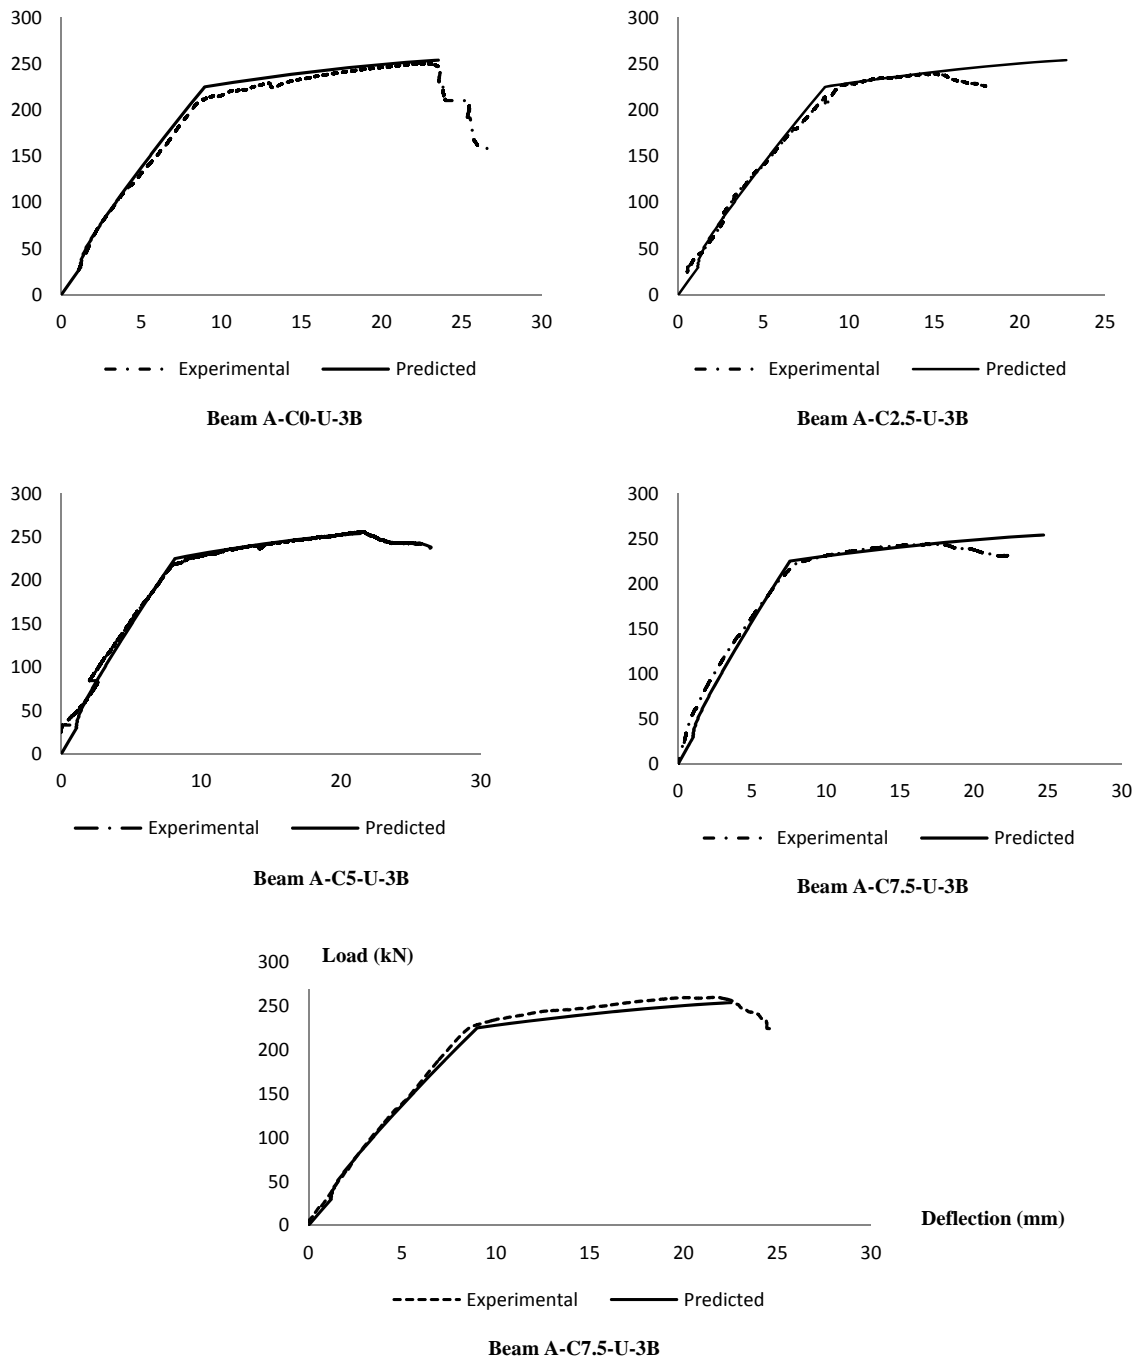 300
250
200
150
100
50
0
0 5 10 15 20 25 30
Experimental Predicted
Beam A-C0-U-3B
300
250
200
150
100
50
0
0 5 10 15 20 25
Experimental Predicted
Beam A-C2.5-U-3B
300
250
200
150
100
50
0
0 10 20 30
Experimental Predicted
Beam A-C5-U-3B
300
250
200
150
100
50
0
0 5 10 15 20 25 30
Experimental Predicted
Beam A-C7.5-U-3B
Load (kN)
300
250
200
150
100
50
0
Deflection (mm)
0 5 10 15 20 25 30
Experimental Predicted
Beam A-C7.5-U-3B